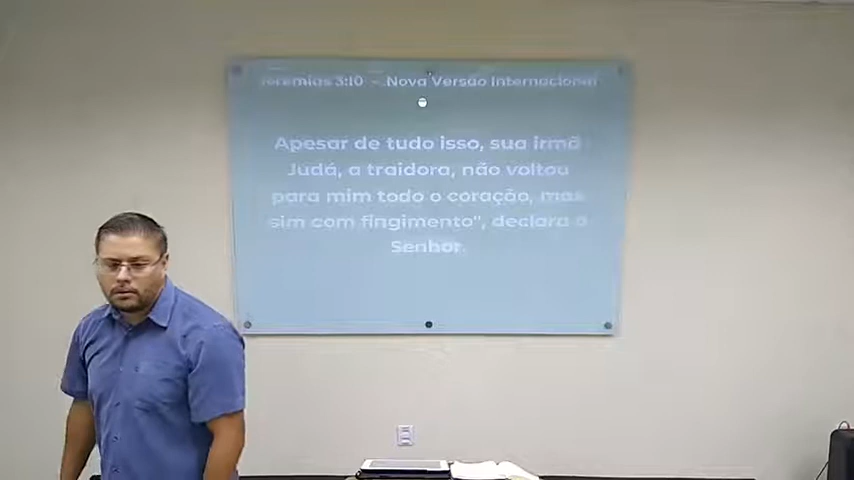 Jeremias 3:10 - Nova Versão Internacional
Apesar de tudo isso, sua irmã
Judá, a traidora, não voltou
para mim todo o coração, mas
sim com fingimento", declara o
Senhor.